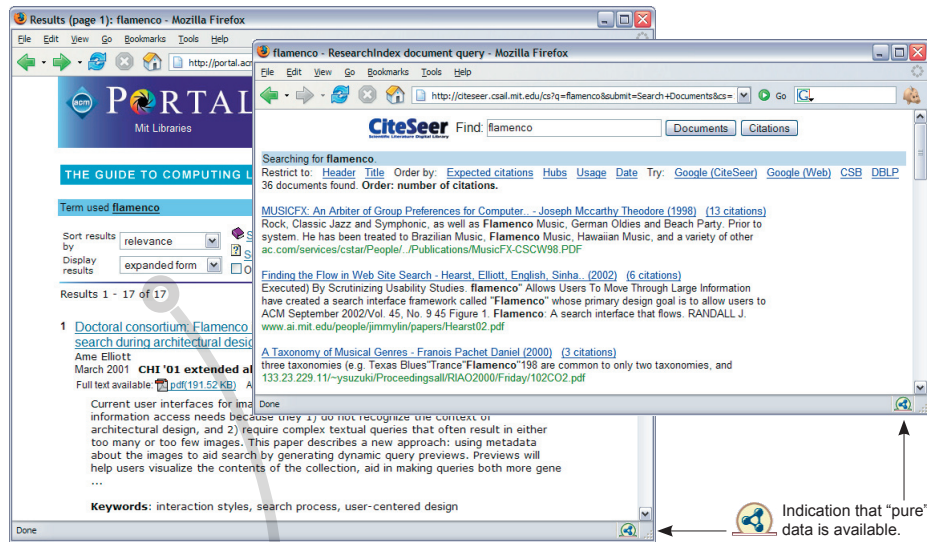 Results (page 1): flamenco - Mozilla Firefox
File Edit View Go Bookmarks Tools Help
http://portal.acm
acm PORTAL
Mit Libraries
THE GUIDE TO COMPUTING L
Term used flamenco
Sort results by relevance
Display results expanded form
Results 1 - 17 of 17
1 Doctoral consortium: Flamenco
search during architectural desig
Ame Elliott
March 2001 CHI '01 extended al
Full text available: pdf(191.52 KB) A
Current user interfaces for ima
information access needs because they 1) do not recognize the context of
architectural design, and 2) require complex textual queries that often result in either
too many or too few images. This paper describes a new approach: using metadata
about the images to aid search by generating dynamic query previews. Previews will
help users visualize the contents of the collection, aid in making queries both more gene
...
Keywords: interaction styles, search process, user-centered design
Done
flamenco - ResearchIndex document query - Mozilla Firefox
File Edit View Go Bookmarks Tools Help
http://citeseer.csail.mit.edu/cs?q=flamenco&submit=Search+Documents&cs= Go G
CiteSeer Find: flamenco Documents Citations
Scientific Literature Digital Library
Searching for flamenco.
Restrict to: Header Title Order by: Expected citations Hubs Usage Date Try: Google (CiteSeer) Google (Web) CSB DBLP
36 documents found. Order: number of citations.
MUSICFX: An Arbiter of Group Preferences for Computer.. - Joseph Mccarthy Theodore (1998) (13 citations)
Rock, Classic Jazz and Symphonic, as well as Flamenco Music, German Oldies and Beach Party. Prior to
system. He has been treated to Brazilian Music, Flamenco Music, Hawaiian Music, and a variety of other
ac.com/services/cstar/People/../Publications/MusicFX-CSCW98.PDF
Finding the Flow in Web Site Search - Hearst, Elliott, English, Sinha.. (2002) (6 citations)
Executed) By Scrutinizing Usability Studies. flamenco" Allows Users To Move Through Large Information
have created a search interface framework called "Flamenco" whose primary design goal is to allow users to
ACM September 2002/Vol. 45, No. 9 45 Figure 1. Flamenco: A search interface that flows. RANDALL J.
www.ai.mit.edu/people/jimmylin/papers/Hearst02.pdf
A Taxonomy of Musical Genres - Franois Pachet Daniel (2000) (3 citations)
three taxonomies (e.g. Texas Blues"Trance"Flamenco"198 are common to only two taxonomies, and
133.23.229.11/~ysuzuki/Proceedingsall/RIAO2000/Friday/102CO2.pdf
Done
Indication that "pure"
data is available.